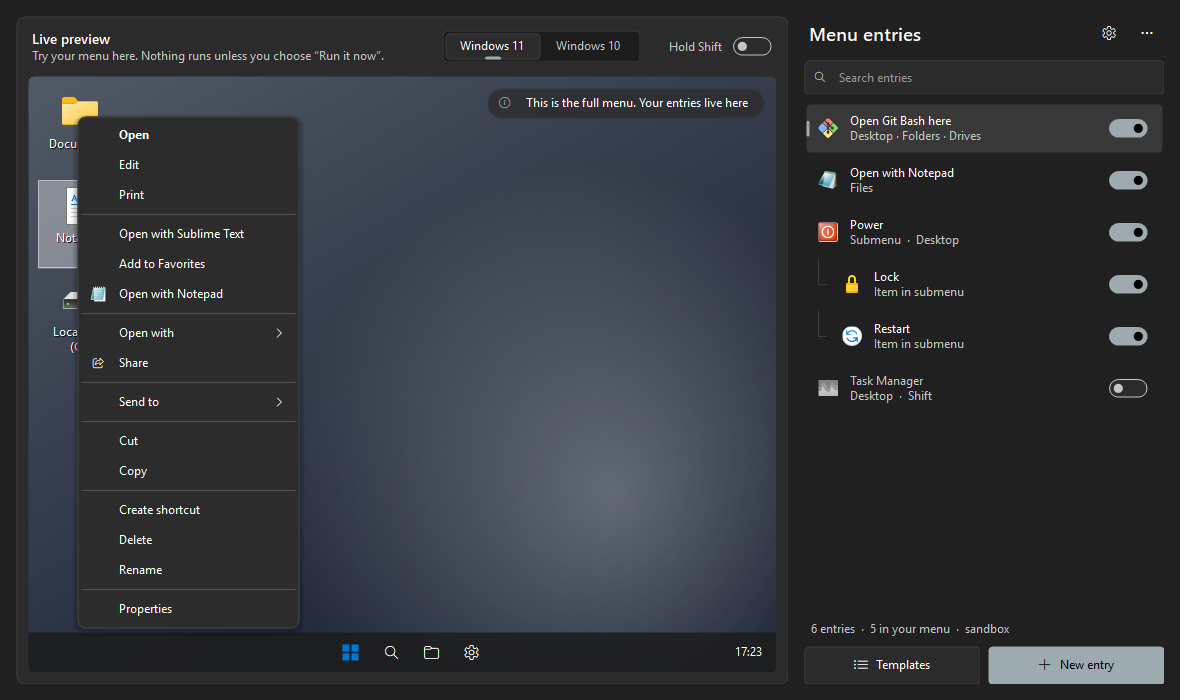 Live preview
Try your menu here. Nothing runs unless you choose “Run it now”.
Windows 11
Windows 10
Hold Shift
This is the full menu. Your entries live here
Open
Edit
Print
Open with Sublime Text
Add to Favorites
Open with Notepad
Open with
Share
Send to
Cut
Copy
Create shortcut
Delete
Rename
Properties
17:23
Menu entries
Search entries
Open Git Bash here
Desktop · Folders · Drives
Open with Notepad
Files
Power
Submenu · Desktop
Lock
Item in submenu
Restart
Item in submenu
Task Manager
Desktop · Shift
6 entries · 5 in your menu · sandbox
Templates
New entry